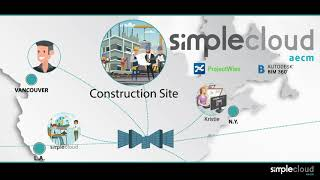 simplecloud
aecm
ProjectWise
AUTODESK
BIM 360
VANCOUVER
Construction Site
Kristie
N.Y.
simplecloud
L.A.
simplecloud